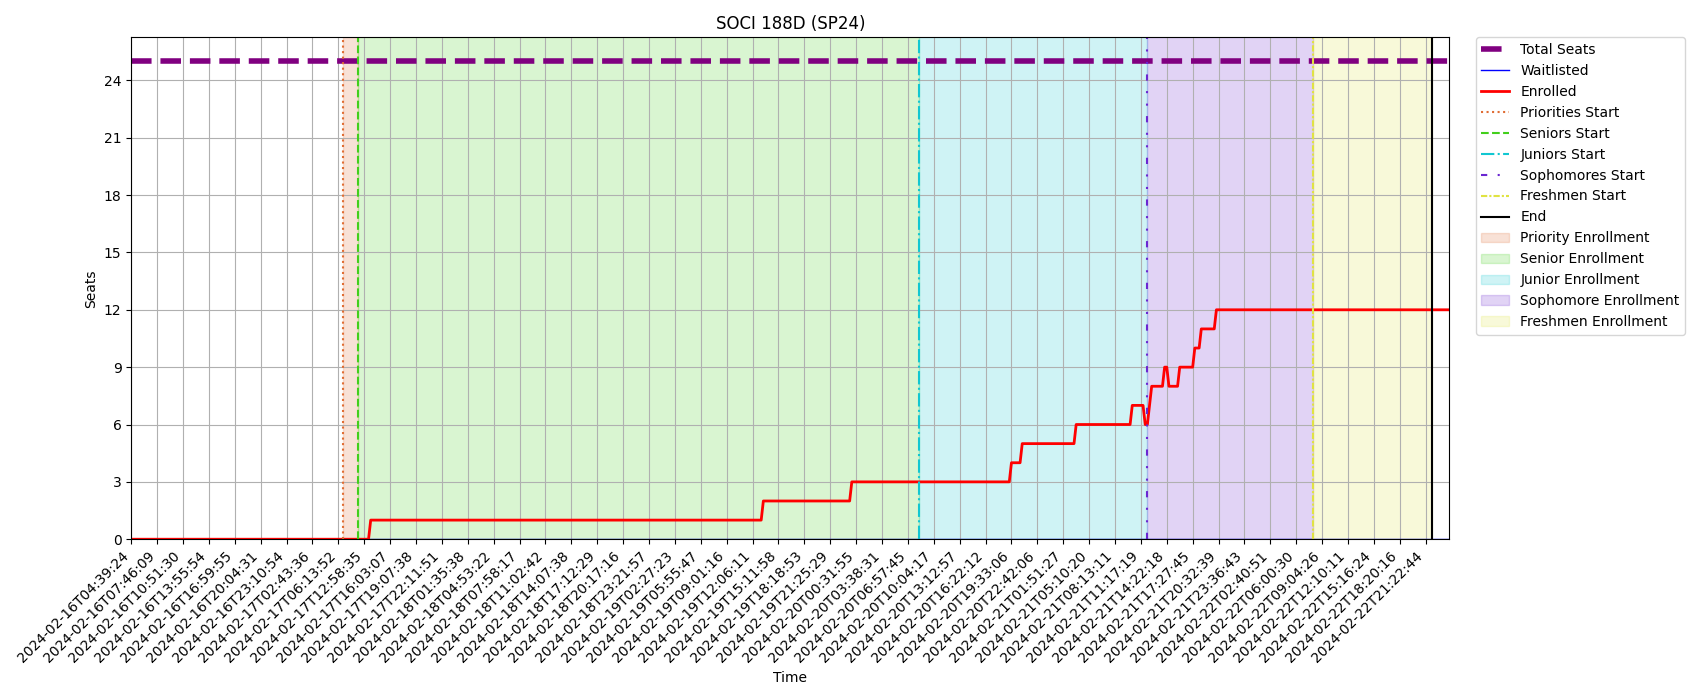 SOCI 188D (SP24)
Seats
24
21
18
15
12
9
6
3
0
2024-02-16T04:39:24
2024-02-16T07:46:09
2024-02-16T10:51:30
2024-02-16T13:55:54
2024-02-16T16:59:55
2024-02-16T20:04:31
2024-02-16T23:10:54
2024-02-17T02:43:36
2024-02-17T06:13:52
2024-02-17T12:58:35
2024-02-17T16:03:07
2024-02-17T19:07:38
2024-02-17T22:11:51
2024-02-18T01:35:38
2024-02-18T04:53:22
2024-02-18T07:58:17
2024-02-18T11:02:42
2024-02-18T14:07:38
2024-02-18T17:12:29
2024-02-18T20:17:16
2024-02-18T23:21:57
2024-02-19T02:27:23
2024-02-19T05:55:47
2024-02-19T09:01:16
2024-02-19T12:06:11
2024-02-19T15:11:58
2024-02-19T18:18:53
2024-02-19T21:25:29
2024-02-20T00:31:55
2024-02-20T03:38:31
2024-02-20T06:57:45
2024-02-20T10:04:17
2024-02-20T13:12:57
2024-02-20T16:22:12
2024-02-20T19:33:06
2024-02-20T22:42:06
2024-02-21T01:51:27
2024-02-21T05:10:20
2024-02-21T08:13:11
2024-02-21T11:17:19
2024-02-21T14:22:18
2024-02-21T17:27:45
2024-02-21T20:32:39
2024-02-21T23:36:43
2024-02-22T02:40:51
2024-02-22T06:00:30
2024-02-22T09:04:26
2024-02-22T12:10:11
2024-02-22T15:16:24
2024-02-22T18:20:16
2024-02-22T21:22:44
Time
Total Seats
Waitlisted
Enrolled
Priorities Start
Seniors Start
Juniors Start
Sophomores Start
Freshmen Start
End
Priority Enrollment
Senior Enrollment
Junior Enrollment
Sophomore Enrollment
Freshmen Enrollment